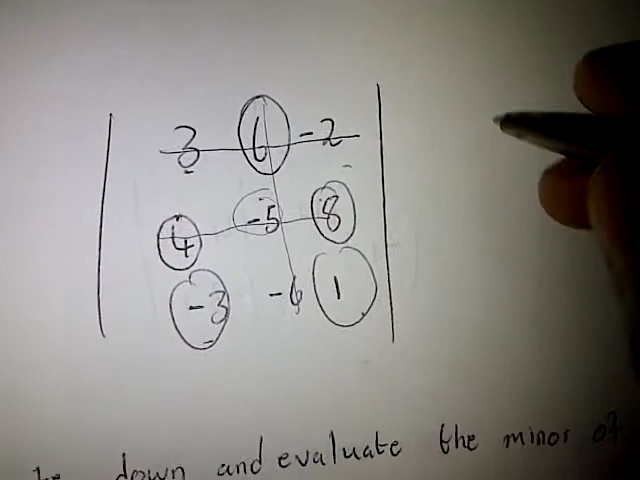 3 6 -2
4 -5 8
-3 -6 1
down and evaluate the minor of